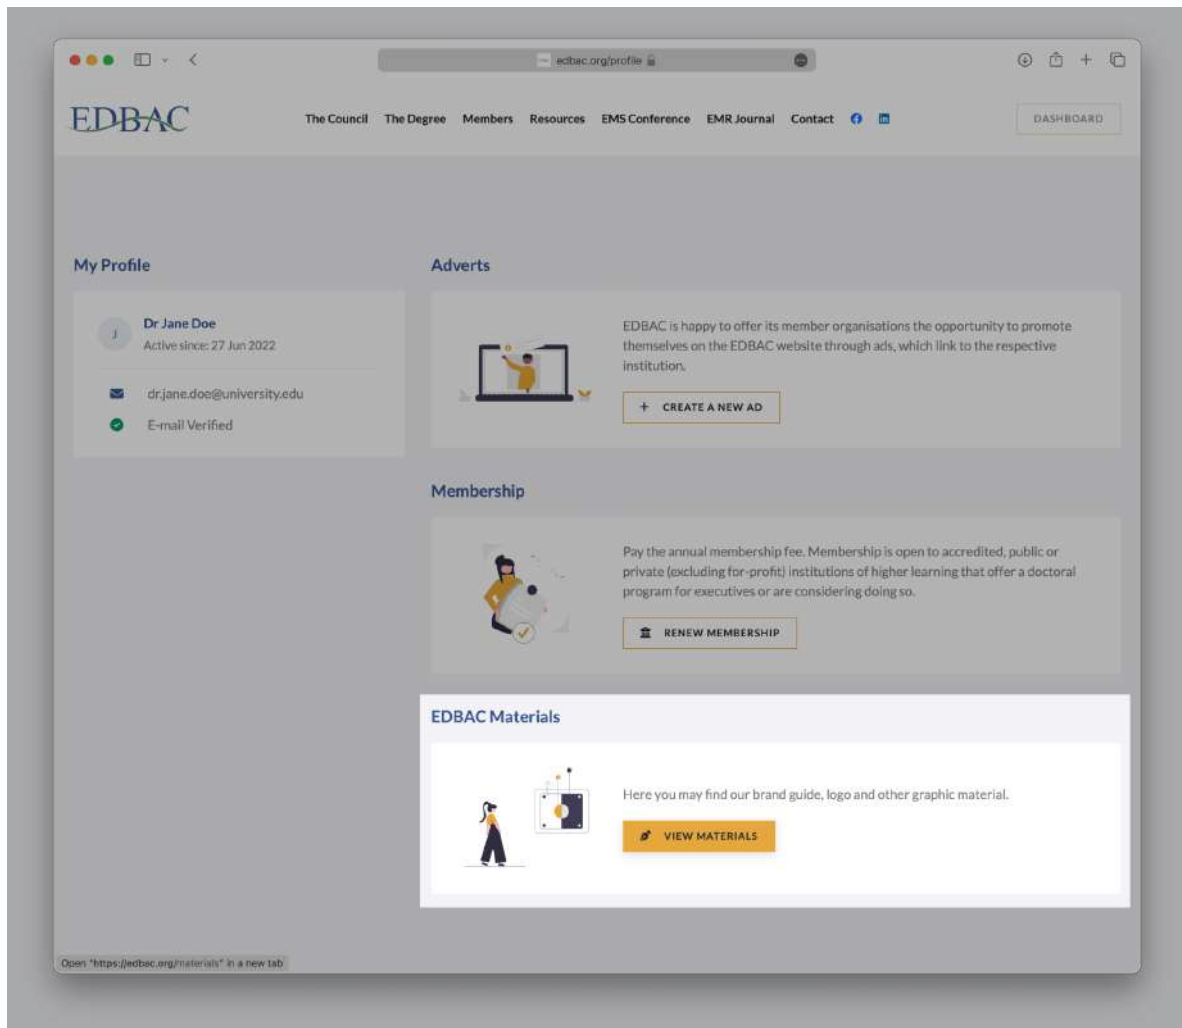 edbac.org/profile
EDBAC
The Council The Degree Members Resources EMS Conference EMR Journal Contact
DASHBOARD
My Profile
J
Dr Jane Doe
Active since: 27 Jun 2022
dr.jane.doe@university.edu
E-mail Verified
Adverts
EDBAC is happy to offer its member organisations the opportunity to promote
themselves on the EDBAC website through ads, which link to the respective
institution.
+ CREATE A NEW AD
Membership
Pay the annual membership fee. Membership is open to accredited, public or
private (excluding for-profit) institutions of higher learning that offer a doctoral
program for executives or are considering doing so.
RENEW MEMBERSHIP
EDBAC Materials
Here you may find our brand guide, logo and other graphic material.
VIEW MATERIALS
Open "https://edbac.org/materials" in a new tab